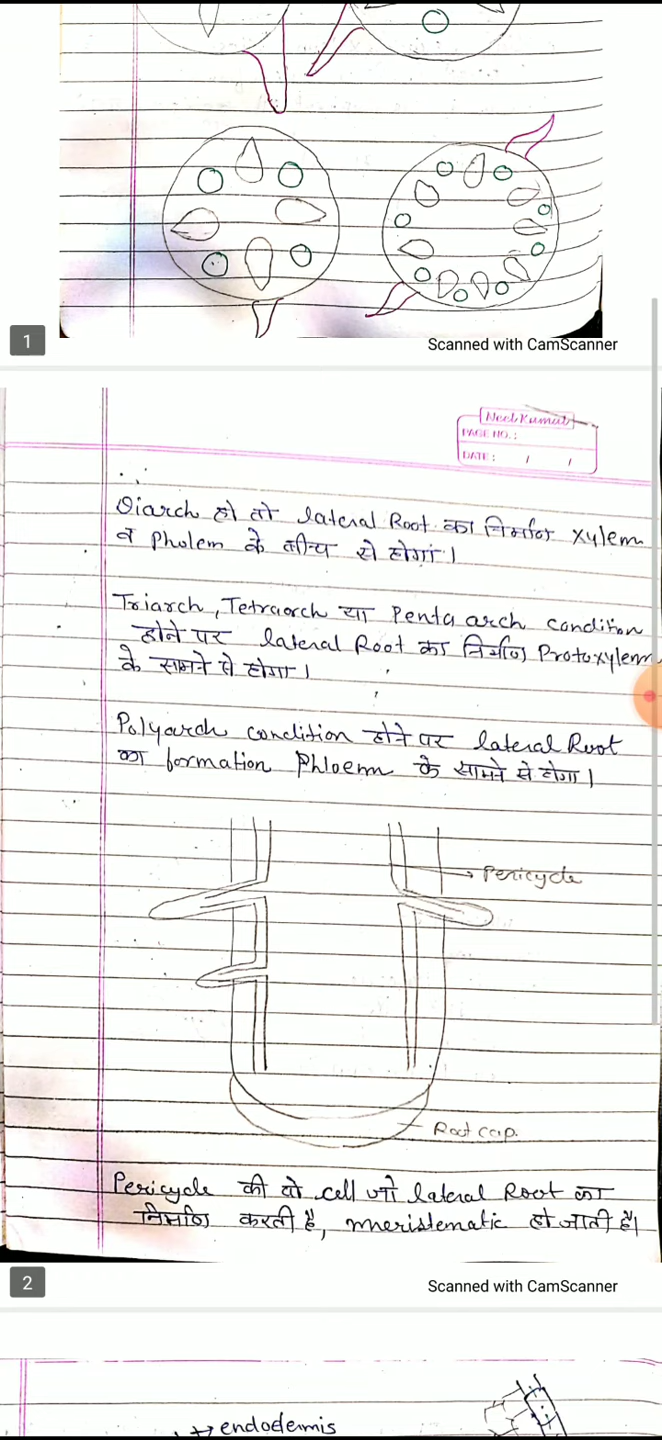 1
Scanned with CamScanner
Neel Kumar
PAGE NO.:
DATE: / /
Diarch हो तो lateral Root का निर्माण xylem
व Pholem के बीच से होगा।
Triarch, Tetraarch या Penta arch condition
होने पर lateral Root का निर्माण Protoxylem
के सामने से होगा।
Polyarch condition होने पर lateral Root
का formation Phloem के सामने से होगा।
Pericycle
Root cap.
Pericycle की वो cell जो lateral Root का
निर्माण करती है, meristematic हो जाती है।
2
Scanned with CamScanner
endodermis